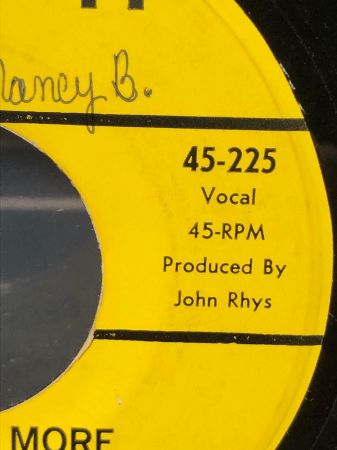 Nancy B.
45-225
Vocal
45-RPM
Produced By
John Rhys
MORE